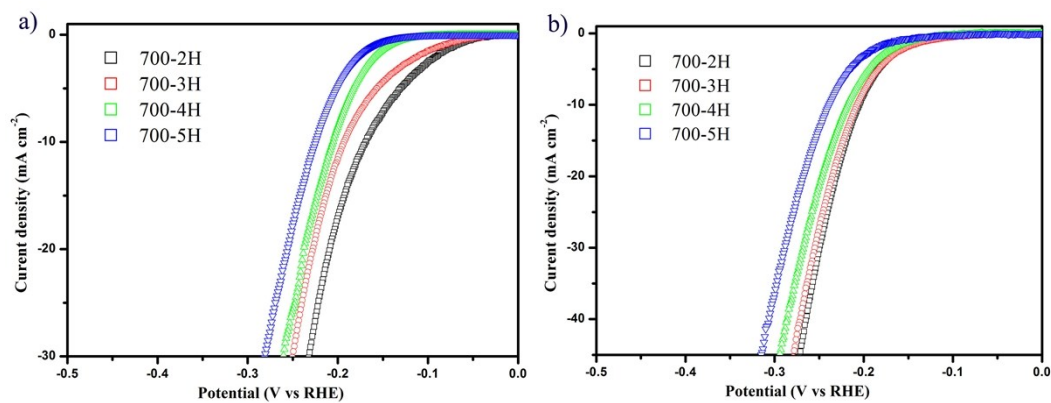 a)
700-2H
700-3H
700-4H
700-5H
0
-10
-20
-30
Curent density (mA cm-2)
-0.5
-0.4
-0.3
-0.2
-0.1
0.0
Potential (V vs RHE)
b)
700-2H
700-3H
700-4H
700-5H
0
-10
-20
-30
-40
Curent density (mA cm-2)
-0.5
-0.4
-0.3
-0.2
-0.1
0.0
Potential (V vs RHE)